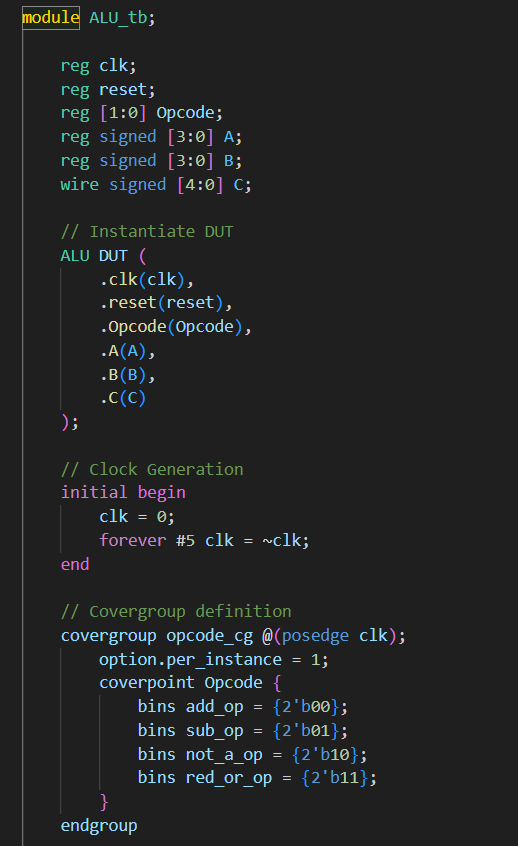 module ALU_tb;
reg clk;
reg reset;
reg [1:0] Opcode;
reg signed [3:0] A;
reg signed [3:0] B;
wire signed [4:0] C;
// Instantiate DUT
ALU DUT (
.clk(clk),
.reset(reset),
.Opcode(Opcode),
.A(A),
.B(B),
.C(C)
);
// Clock Generation
initial begin
clk = 0;
forever #5 clk = ~clk;
end
// Covergroup definition
covergroup opcode_cg @(posedge clk);
option.per_instance = 1;
coverpoint Opcode {
bins add_op = {2'b00};
bins sub_op = {2'b01};
bins not_a_op = {2'b10};
bins red_or_op = {2'b11};
}
endgroup